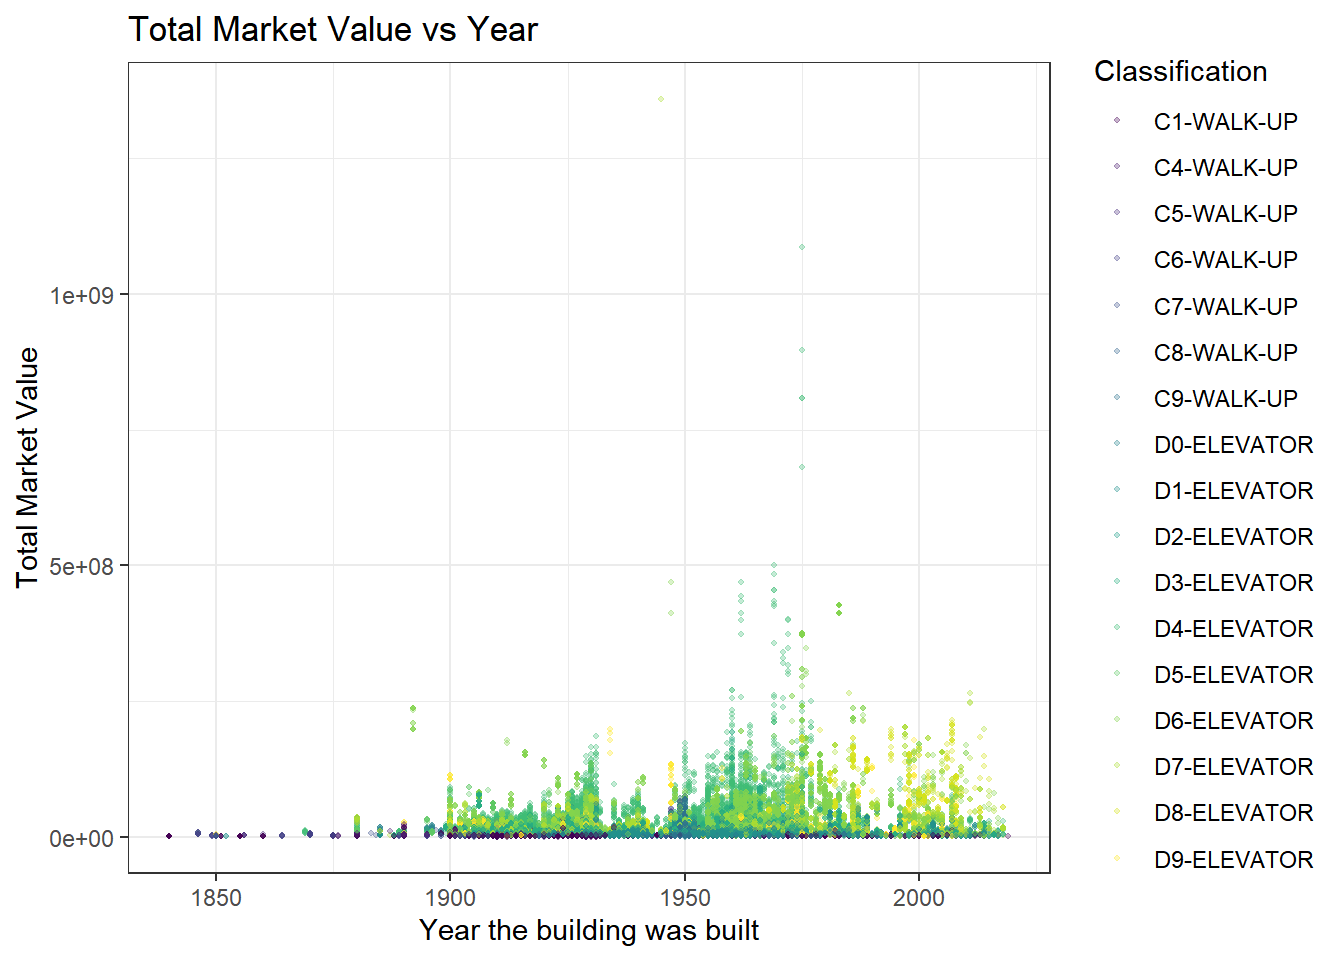 Total Market Value vs Year
Total Market Value
1e+09
5e+08
0e+00
1850
1900
1950
2000
Year the building was built
Classification
C1-WALK-UP
C4-WALK-UP
C5-WALK-UP
C6-WALK-UP
C7-WALK-UP
C8-WALK-UP
C9-WALK-UP
D0-ELEVATOR
D1-ELEVATOR
D2-ELEVATOR
D3-ELEVATOR
D4-ELEVATOR
D5-ELEVATOR
D6-ELEVATOR
D7-ELEVATOR
D8-ELEVATOR
D9-ELEVATOR